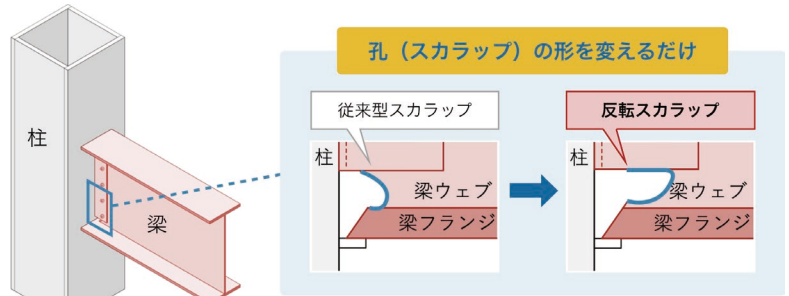 孔（スカラップ）の形を変えるだけ
従来型スカラップ
反転スカラップ
柱
梁
柱
梁ウェブ
梁フランジ
柱
梁ウェブ
梁フランジ